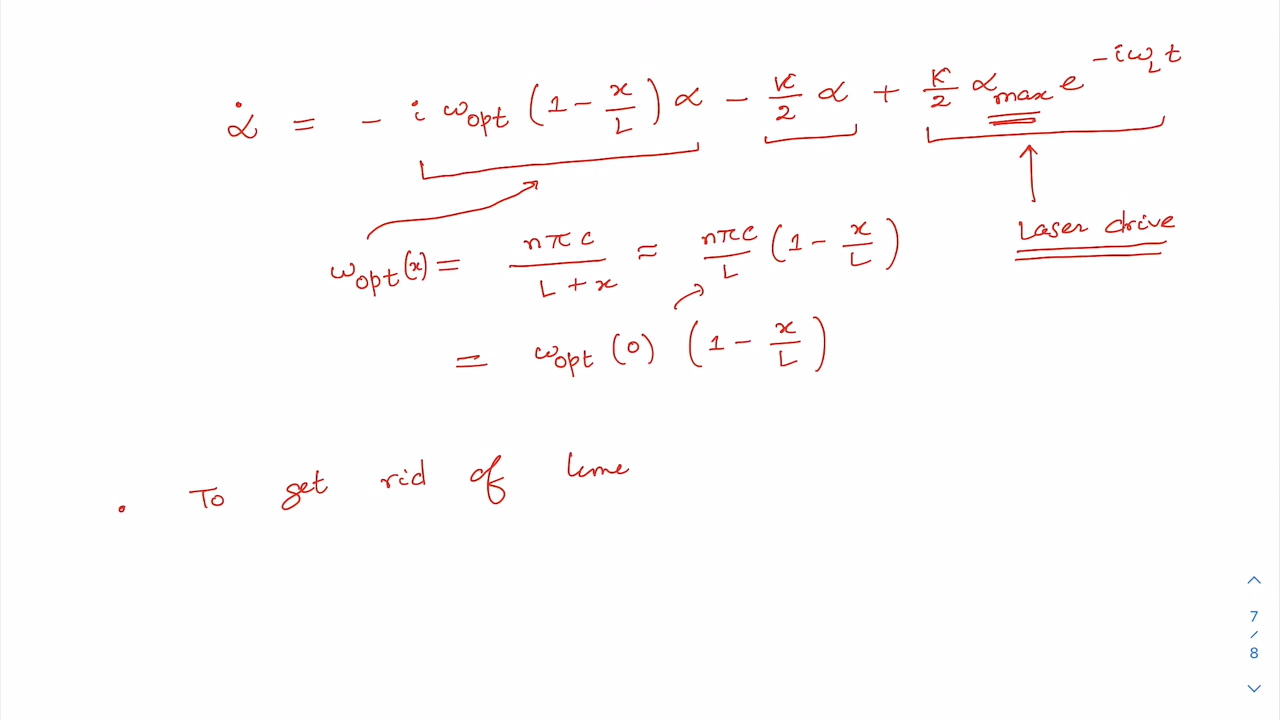 α̇ = - i ω_opt (1 - x/L) α - κ/2 α + κ/2 α_max e^{-iω_L t}
Laser drive
ω_opt(x) = nπc/(L + x) ≈ nπc/L (1 - x/L)
= ω_opt (0) (1 - x/L)
• To get rid of time
7
/
8